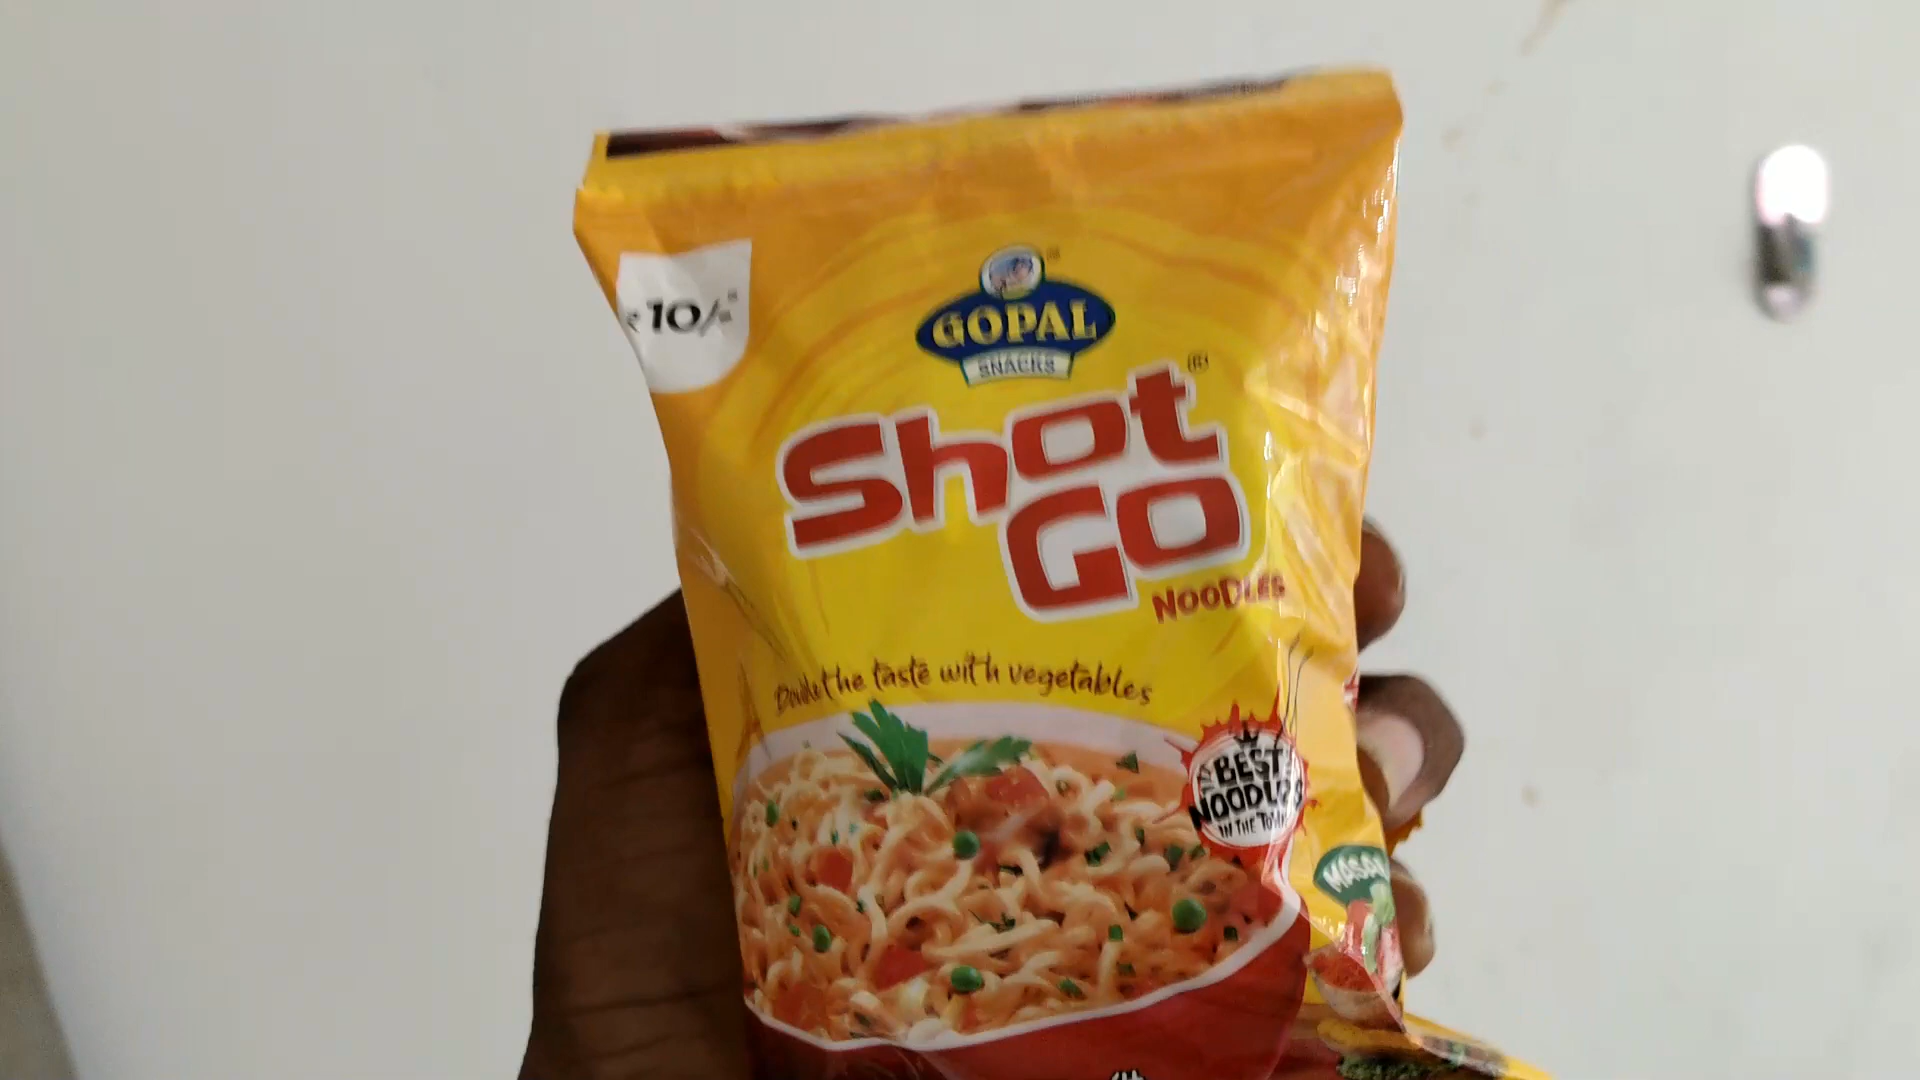 ₹10/-
GOPAL
SNACKS
Shot
Go
NOODLES
Double the taste with vegetables
BEST
NOODLES
IN THE TOWN